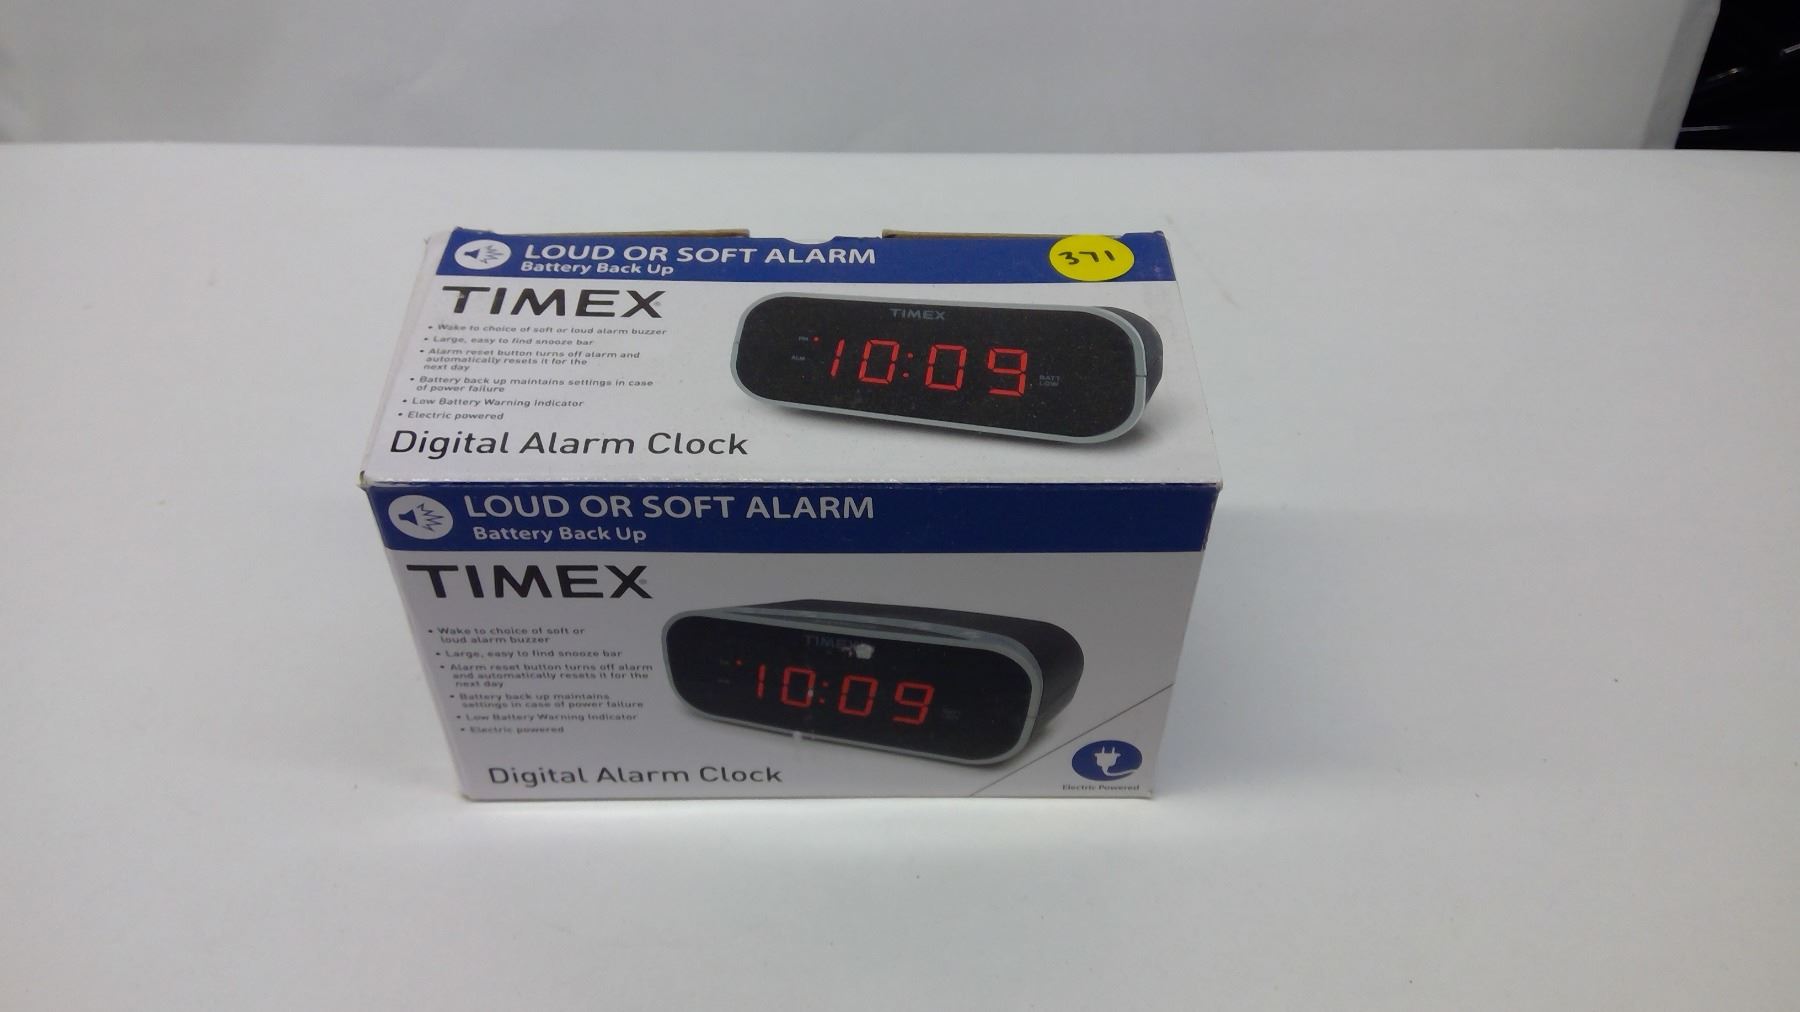 LOUD OR SOFT ALARM
Battery Back Up
371
TIMEX
• Wake to choice of soft or loud alarm buzzer
• Large, easy to find snooze bar
• Alarm reset button turns off alarm and
automatically resets it for the
next day
• Battery back up maintains settings in case
of power failure
• Low Battery Warning Indicator
• Electric powered
Digital Alarm Clock
TIMEX
PM
ALM
10:09
BATT
LOW
LOUD OR SOFT ALARM
Battery Back Up
TIMEX
• Wake to choice of soft or
loud alarm buzzer
• Large, easy to find snooze bar
• Alarm reset button turns off alarm
and automatically resets it for the
next day
• Battery back up maintains
settings in case of power failure
• Low Battery Warning Indicator
• Electric powered
Digital Alarm Clock
TIMEX
10:09
Electric Powered